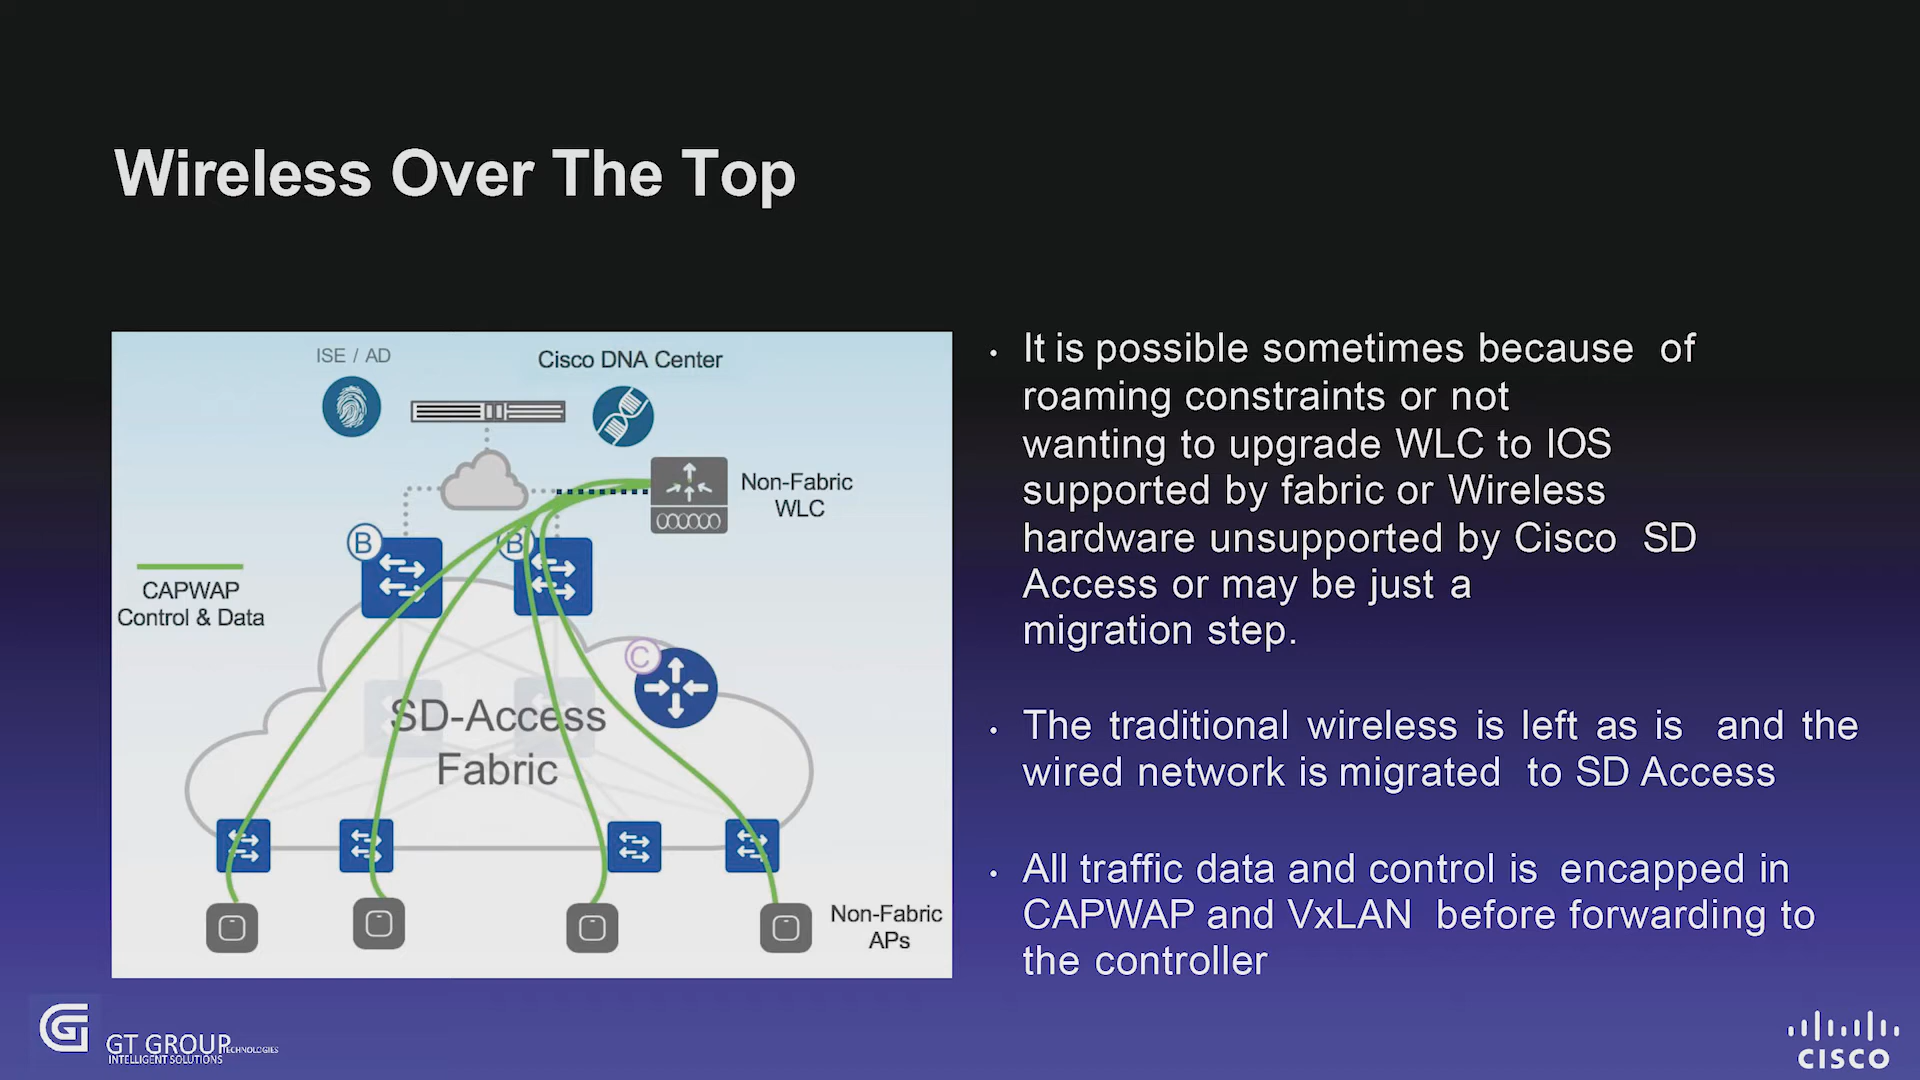 Wireless Over The Top
ISE / AD
Cisco DNA Center
Non-Fabric
WLC
B
B
CAPWAP
Control & Data
C
SD-Access
Fabric
Non-Fabric
APs
• It is possible sometimes because of
roaming constraints or not
wanting to upgrade WLC to IOS
supported by fabric or Wireless
hardware unsupported by Cisco SD
Access or may be just a
migration step.
• The traditional wireless is left as is and the
wired network is migrated to SD Access
• All traffic data and control is encapped in
CAPWAP and VxLAN before forwarding to
the controller
GT GROUP TECHNOLOGIES
INTELLIGENT SOLUTIONS
CISCO